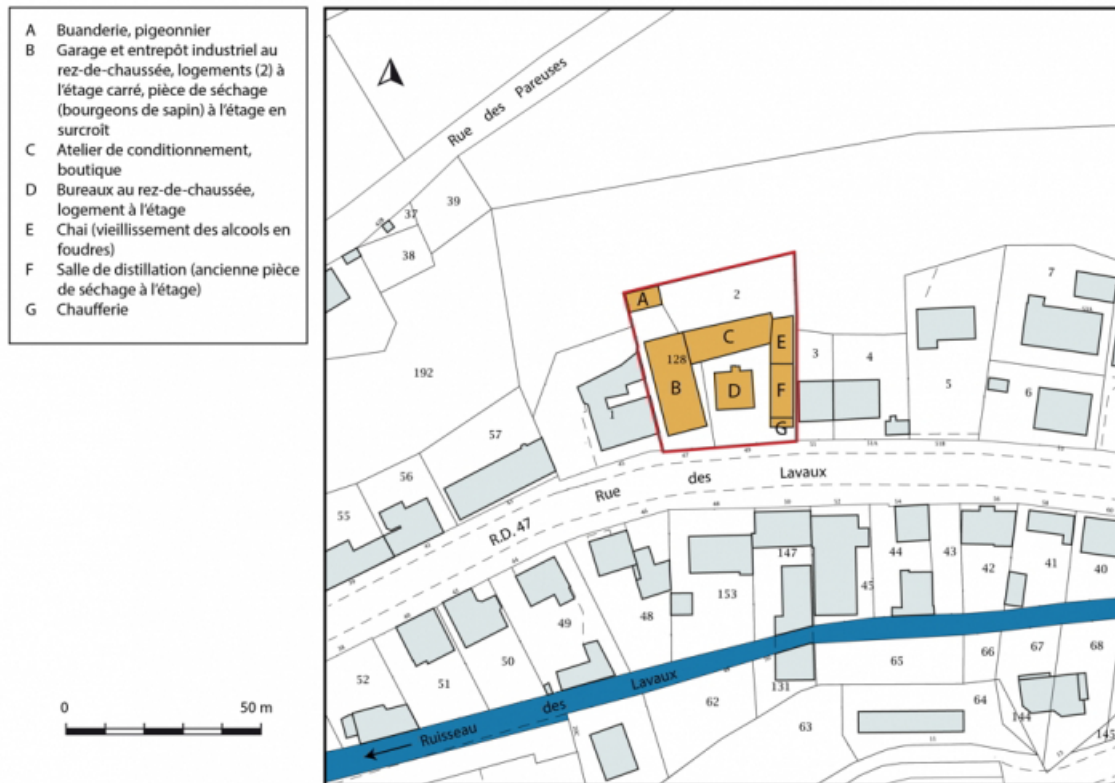 A Buanderie, pigeonnier
B Garage et entrepôt industriel au
rez-de-chaussée, logements (2) à
l'étage carré, pièce de séchage
(bourgeons de sapin) à l'étage en
surcroît
C Atelier de conditionnement,
boutique
D Bureaux au rez-de-chaussée,
logement à l'étage
E Chai (vieillissement des alcools en
foudres)
F Salle de distillation (ancienne pièce
de séchage à l'étage)
G Chaufferie
0 50 m
Rue des Pareuses
39
37
38
192
57
56
55
A
2
C
E
128
B
D
F
G
1
3
4
5
6
7
Rue des Lavaux
R.D. 47
147
44
43
42
41
40
45
153
48
49
50
51
52
Ruisseau des Lavaux
62
131
63
65
66
67
68
64
144
145
11